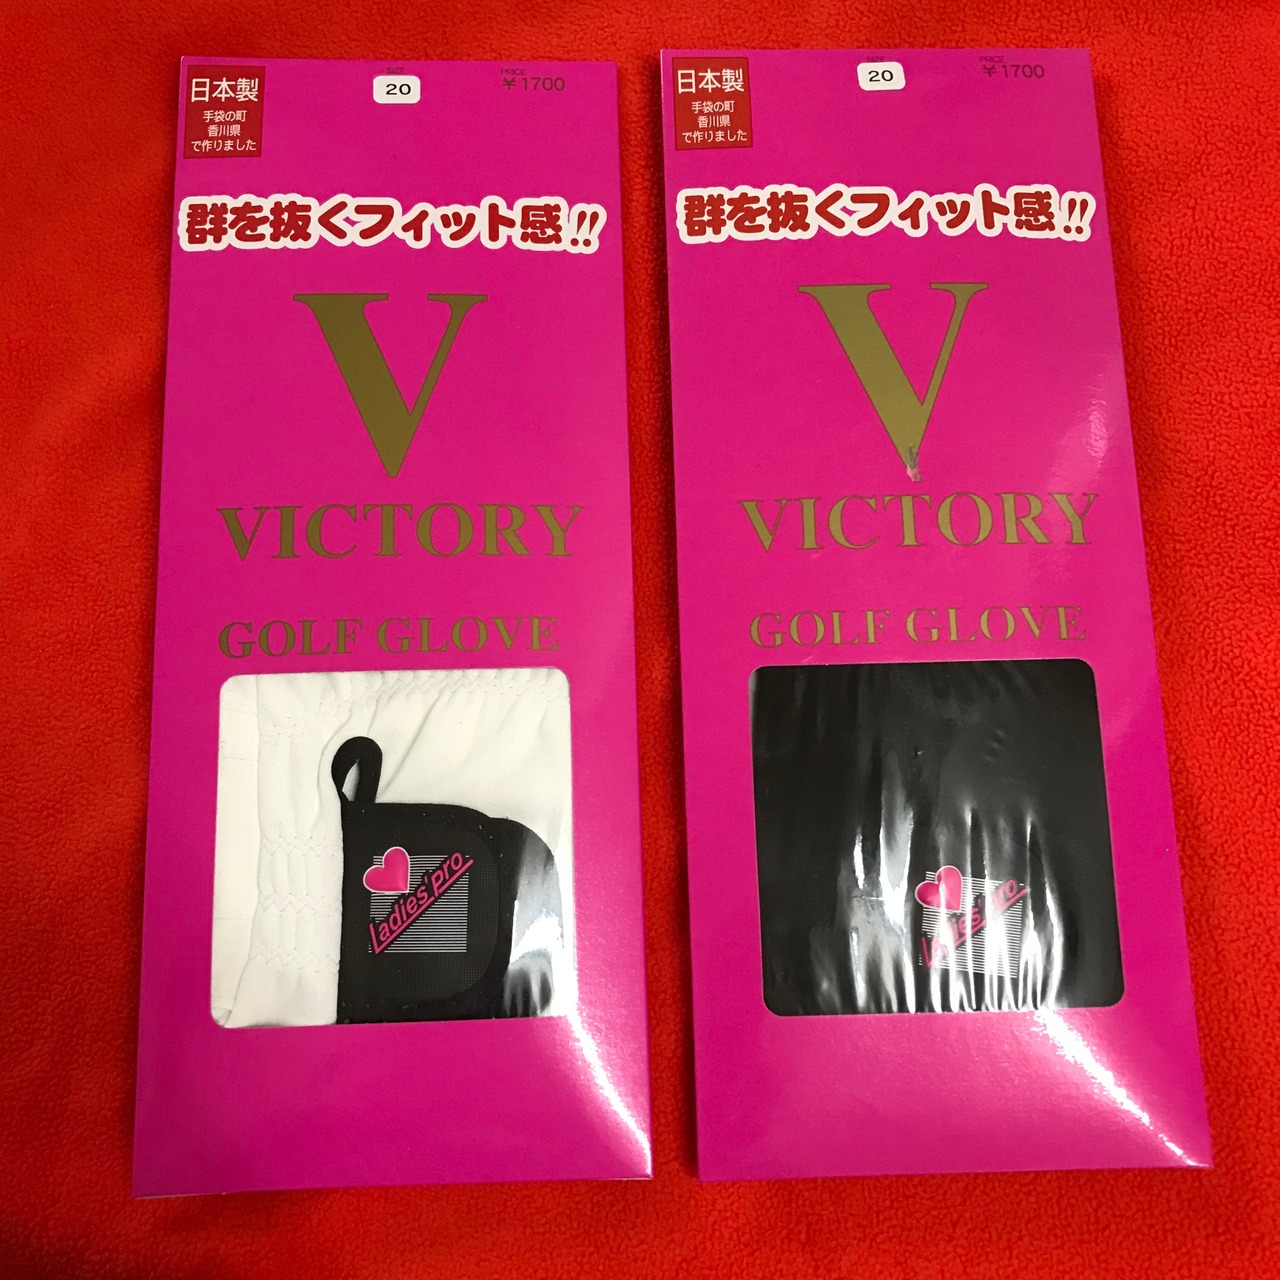 日本製
手袋の町
香川県
で作りました
SIZE
20
PRICE
¥1700
群を抜くフィット感!!
V
VICTORY
GOLF GLOVE
Ladies' pro
日本製
手袋の町
香川県
で作りました
SIZE
20
PRICE
¥1700
群を抜くフィット感!!
V
VICTORY
GOLF GLOVE
Ladies' pro